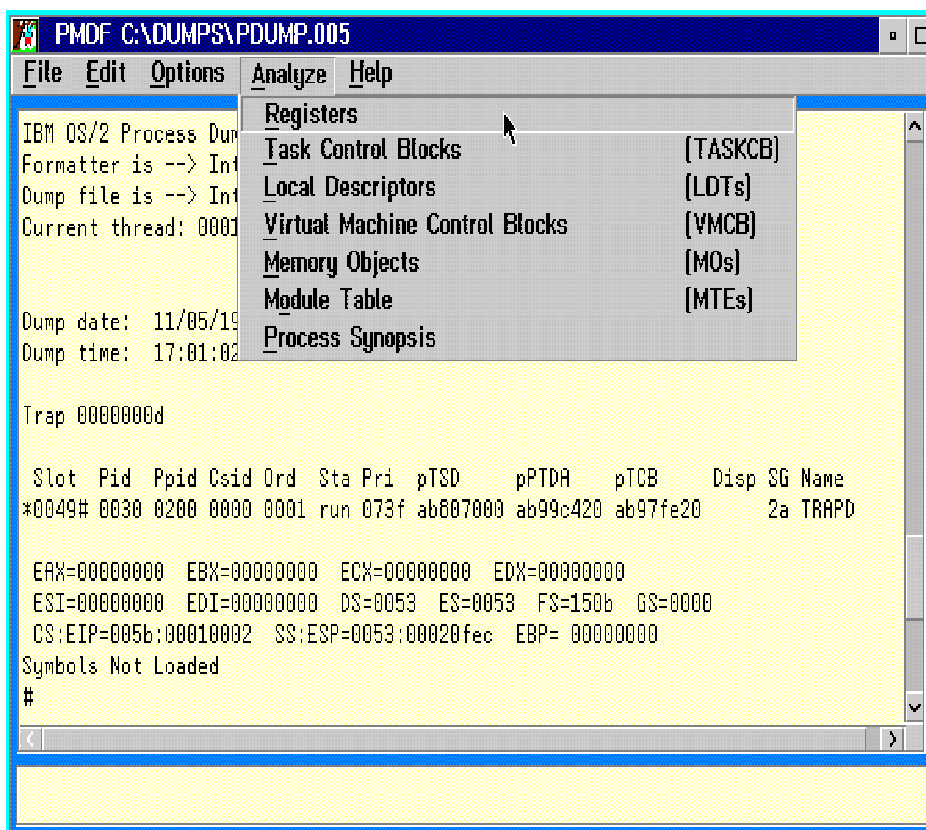 PMDF C:\DUMPS\PDUMP.005
File Edit Options Analyze Help
Registers
Task Control Blocks (TASKCB)
Local Descriptors (LDTs)
Virtual Machine Control Blocks (VMCB)
Memory Objects (MOs)
Module Table (MTEs)
Process Synopsis
IBM OS/2 Process Dum
Formatter is --> Int
Dump file is --> Int
Current thread: 0001
Dump date: 11/05/19
Dump time: 17:01:02
Trap 0000000d
Slot Pid Ppid Csid Ord Sta Pri pTSD pPTDA pTCB Disp SG Name
*0049# 0030 0200 0000 0001 run 073f ab807000 ab99c420 ab97fe20 2a TRAPD
EAX=00000000 EBX=00000000 ECX=00000000 EDX=00000000
ESI=00000000 EDI=00000000 DS=0053 ES=0053 FS=150b GS=0000
CS:EIP=005b:00010002 SS:ESP=0053:00020fec EBP= 00000000
Symbols Not Loaded
#